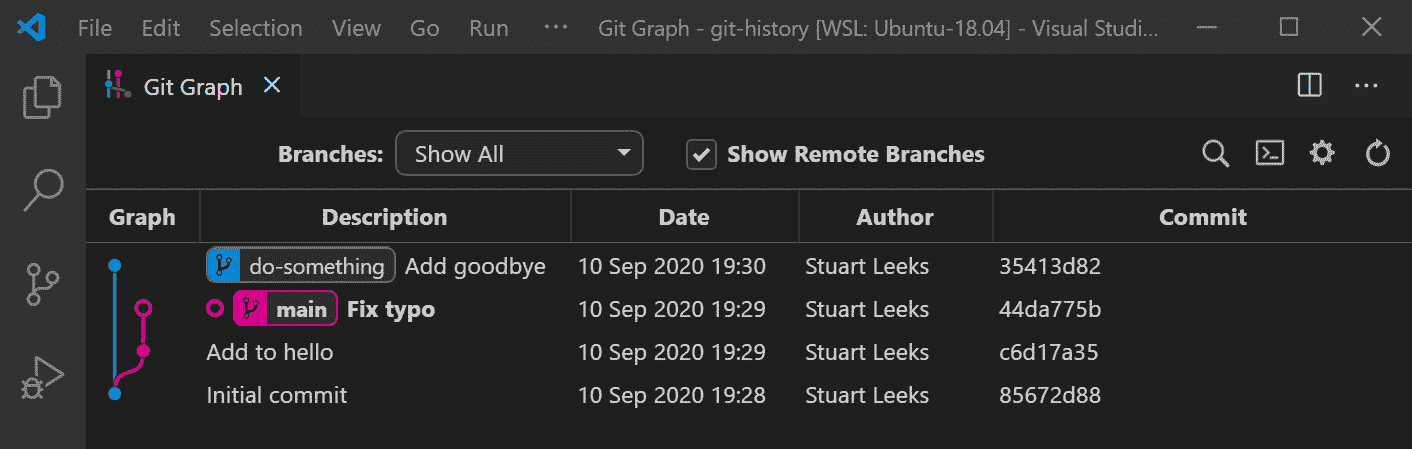 File Edit Selection View Go Run ··· Git Graph - git-history [WSL: Ubuntu-18.04] - Visual Studi...
Git Graph
Branches: Show All Show Remote Branches
Graph Description Date Author Commit
do-something Add goodbye 10 Sep 2020 19:30 Stuart Leeks 35413d82
main Fix typo 10 Sep 2020 19:29 Stuart Leeks 44da775b
Add to hello 10 Sep 2020 19:29 Stuart Leeks c6d17a35
Initial commit 10 Sep 2020 19:28 Stuart Leeks 85672d88